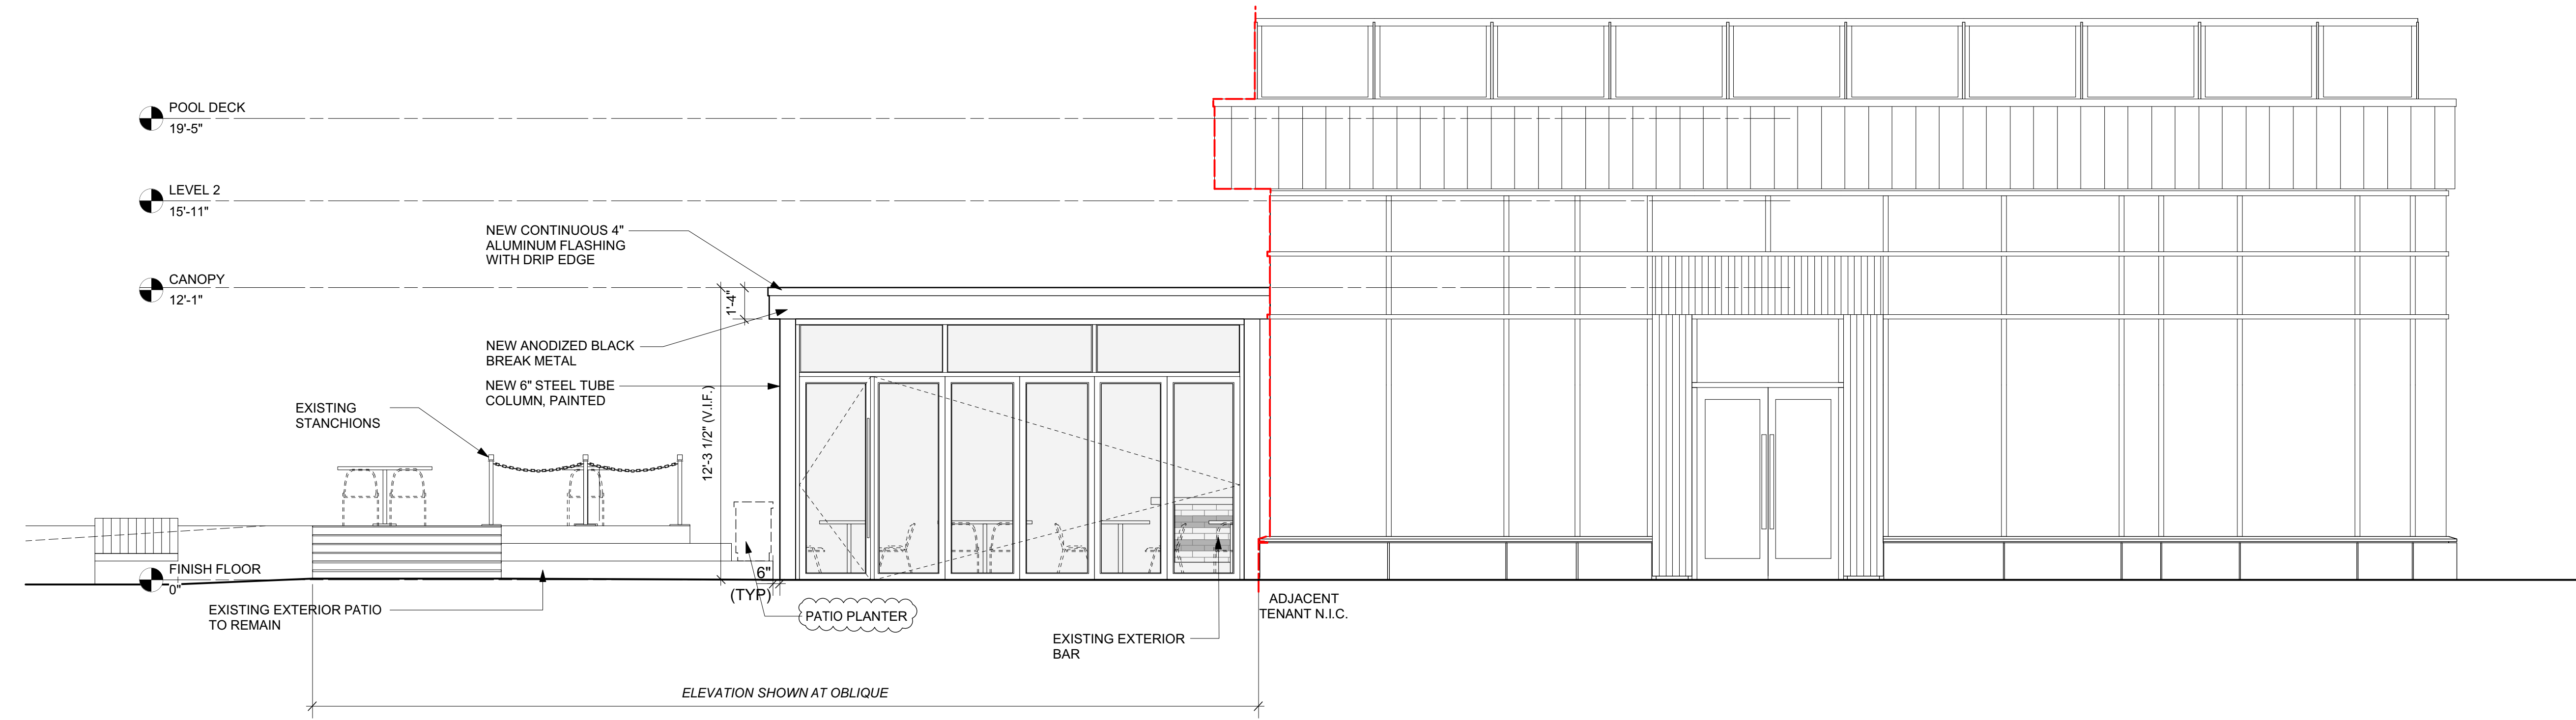 POOL DECK
19'-5"
LEVEL 2
15'-11"
NEW CONTINUOUS 4"
ALUMINUM FLASHING
WITH DRIP EDGE
CANOPY
12'-1"
1'-4"
NEW ANODIZED BLACK
BREAK METAL
NEW 6" STEEL TUBE
COLUMN, PAINTED
12'-3 1/2" (V.I.F.)
EXISTING
STANCHIONS
FINISH FLOOR
0"
6"
(TYP)
EXISTING EXTERIOR PATIO
TO REMAIN
PATIO PLANTER
EXISTING EXTERIOR
BAR
ADJACENT
TENANT N.I.C.
ELEVATION SHOWN AT OBLIQUE